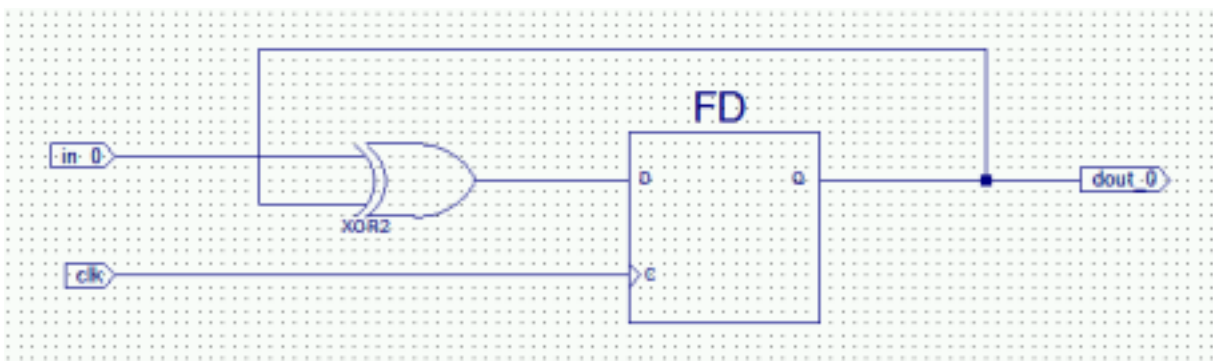 FD
in_0
D
Q
dout_0
XOR2
clk
C